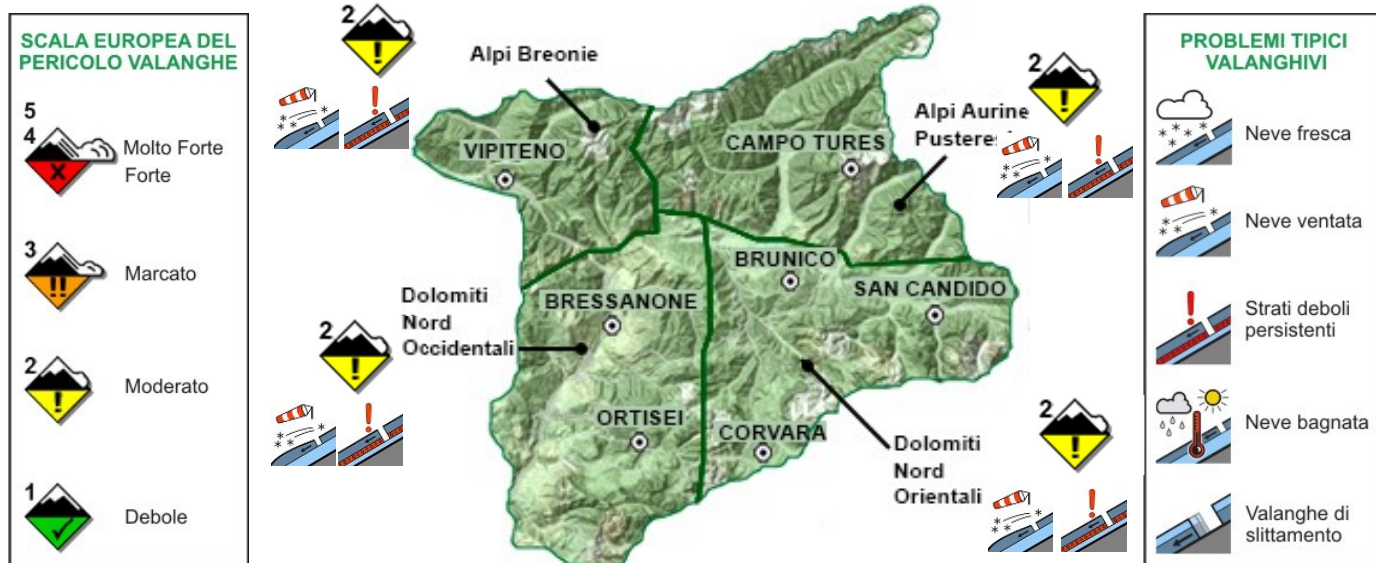 SCALA EUROPEA DEL
PERICOLO VALANGHE
5
4
Molto Forte
Forte
3
Marcato
2
Moderato
1
Debole
2
Alpi Breonie
VIPITENO
CAMPO TURES
2
Alpi Aurine
BRUNICO
SAN CANDIDO
BRESSANONE
Dolomiti
Nord
Occidentali
2
ORTISEI
CORVARA
Dolomiti
Nord
Orientali
2
PROBLEMI TIPICI
VALANGHIVI
Neve fresca
Neve ventata
Strati deboli
persistenti
Neve bagnata
Valanghe di
slittamento